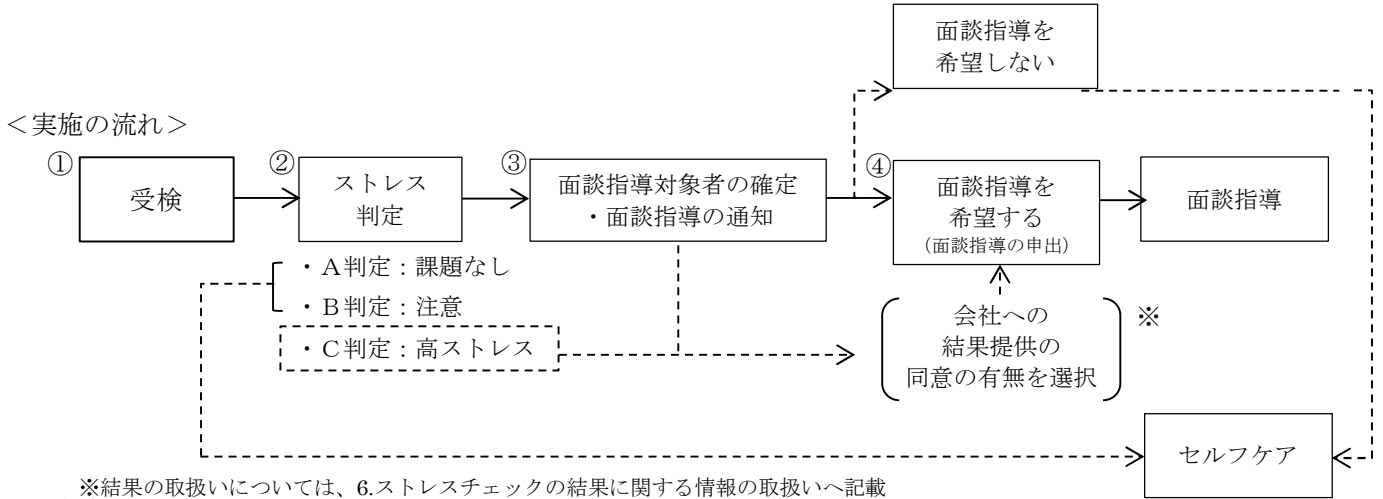 面談指導を
希望しない
＜実施の流れ＞
①
受検
②
ストレス
判定
③
面談指導対象者の確定
・面談指導の通知
④
面談指導を
希望する
（面談指導の申出）
面談指導
・A判定：課題なし
・B判定：注意
・C判定：高ストレス
会社への
結果提供の
同意の有無を選択
※
セルフケア
※結果の取扱いについては、6.ストレスチェックの結果に関する情報の取扱いへ記載